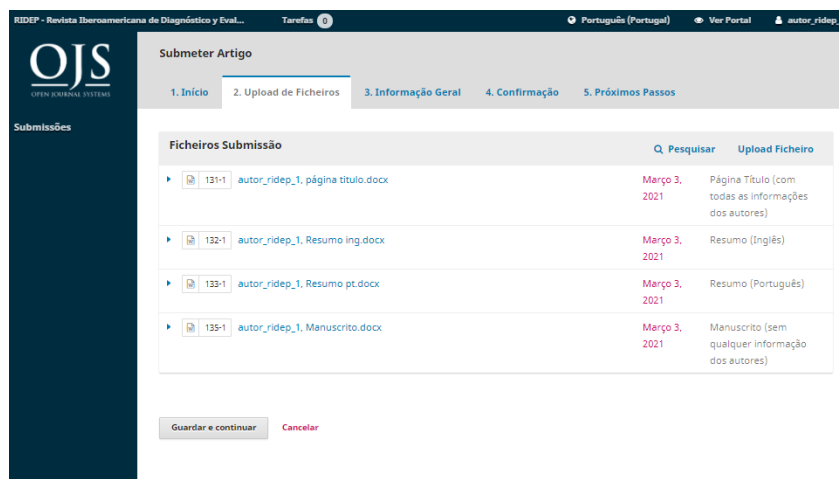 RIDEP - Revista Iberoamericana de Diagnóstico y Eval... Tarefas 0 Português (Portugal) Ver Portal autor_ridep_
OJS
OPEN JOURNAL SYSTEMS
Submissões
Submeter Artigo
1. Início 2. Upload de Ficheiros 3. Informação Geral 4. Confirmação 5. Próximos Passos
Ficheiros Submissão Pesquisar Upload Ficheiro
131-1 autor_ridep_1, página titulo.docx Março 3, Página Título (com
2021 todas as informações
dos autores)
132-1 autor_ridep_1, Resumo ing.docx Março 3, Resumo (Inglês)
2021
133-1 autor_ridep_1, Resumo pt.docx Março 3, Resumo (Português)
2021
135-1 autor_ridep_1, Manuscrito.docx Março 3, Manuscrito (sem
2021 qualquer informação
dos autores)
Guardar e continuar Cancelar